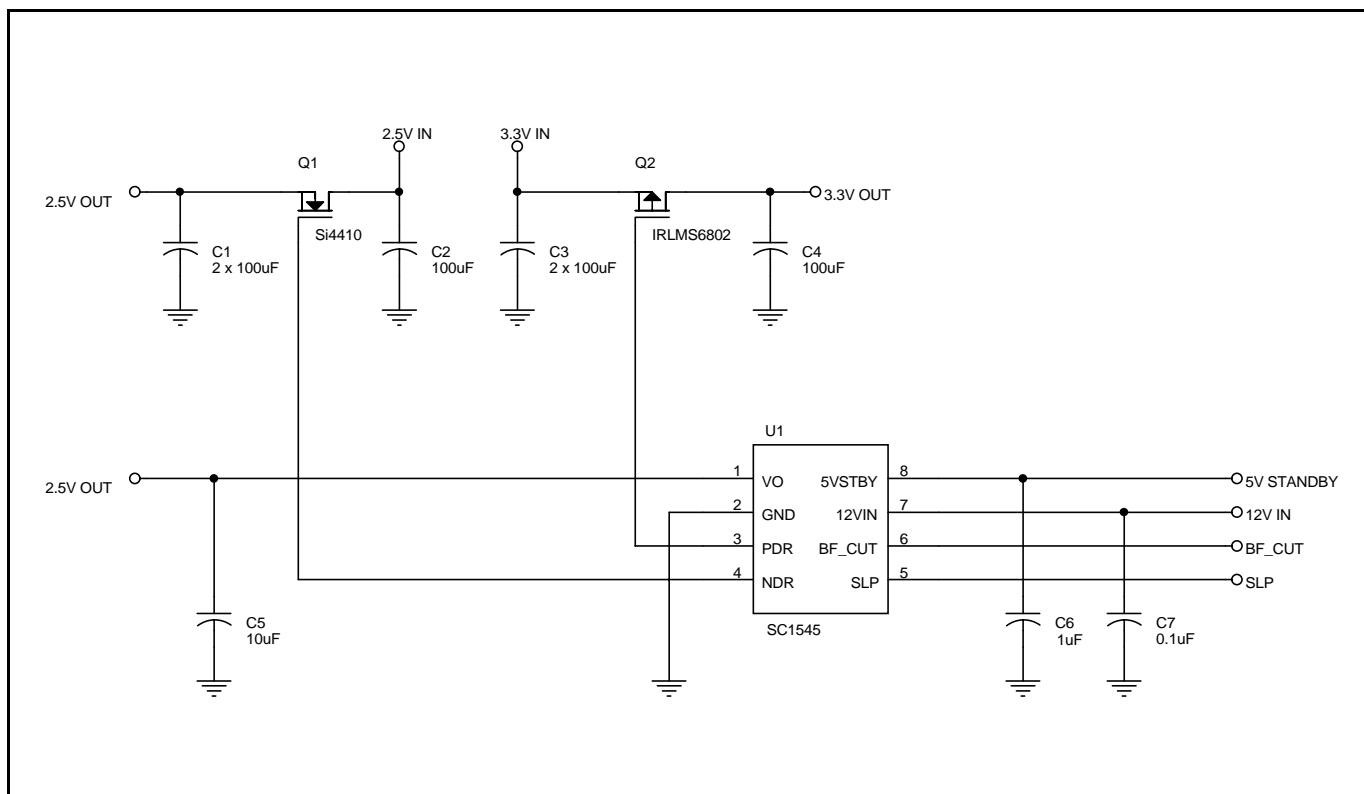 2.5V IN
3.3V IN
Q1
Q2
2.5V OUT
3.3V OUT
Si4410
IRLMS6802
C1
2 x 100uF
C2
100uF
C3
2 x 100uF
C4
100uF
U1
2.5V OUT
1
VO
5VSTBY
8
5V STANDBY
2
GND
12VIN
7
12V IN
3
PDR
BF_CUT
6
BF_CUT
4
NDR
SLP
5
SLP
SC1545
C5
10uF
C6
1uF
C7
0.1uF